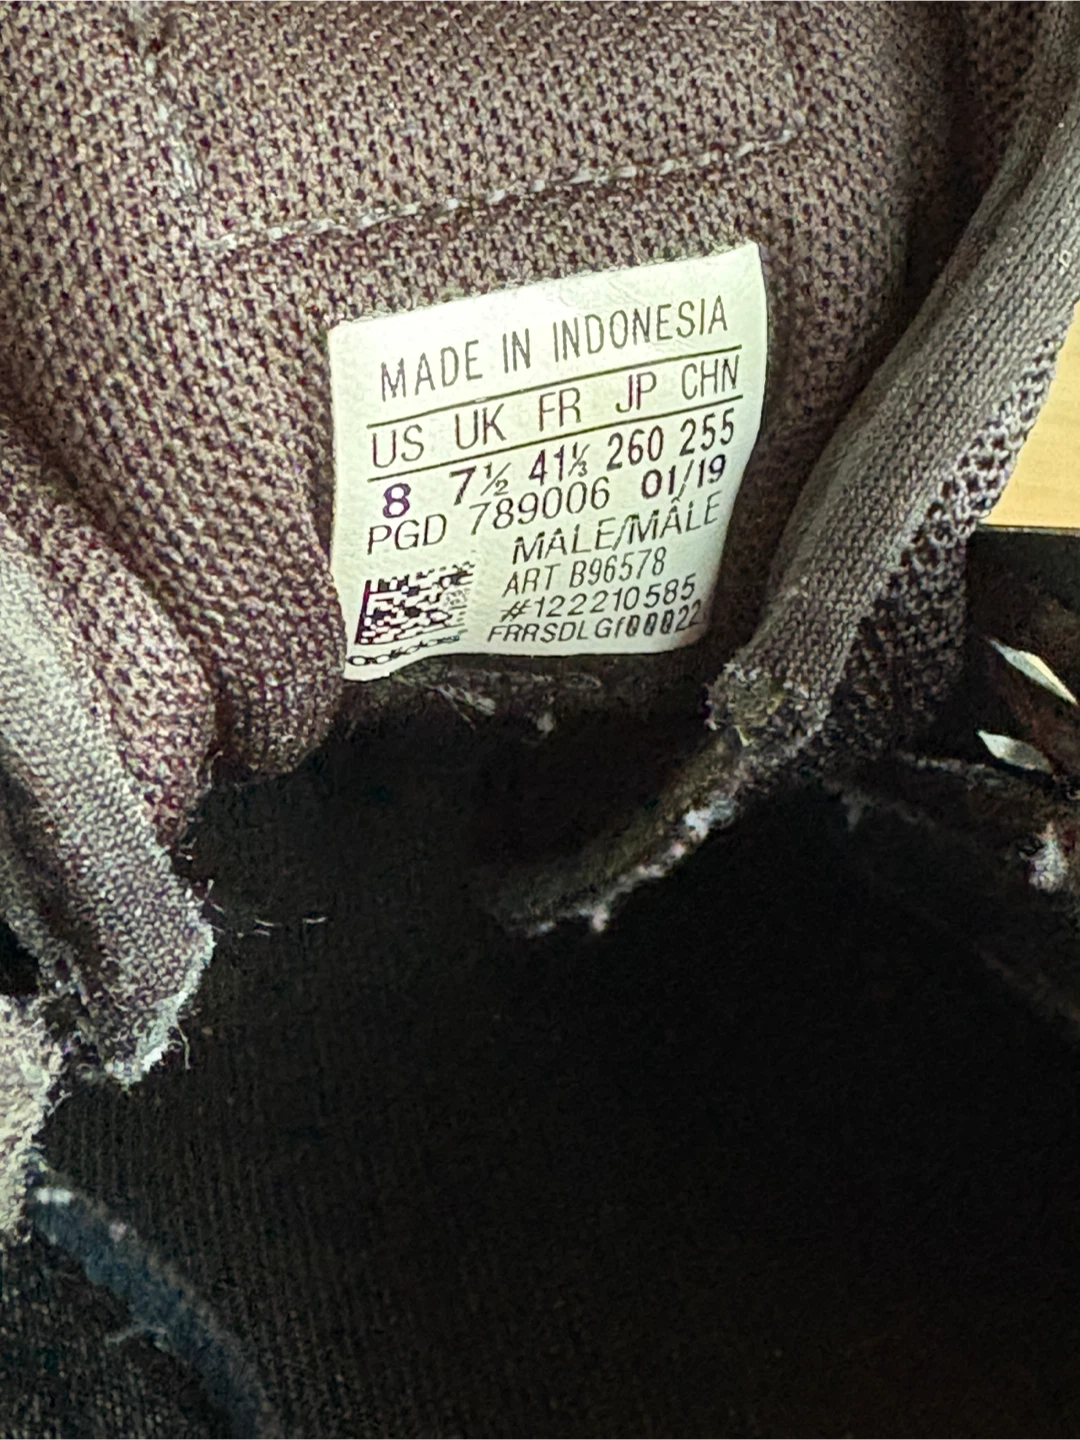 MADE IN INDONESIA
US UK FR JP CHN
8 7½ 41⅓ 260 255
PGD 789006 01/19
MALE/MÂLE
ART B96578
#122210585
FRRSDLGf00022
adidas